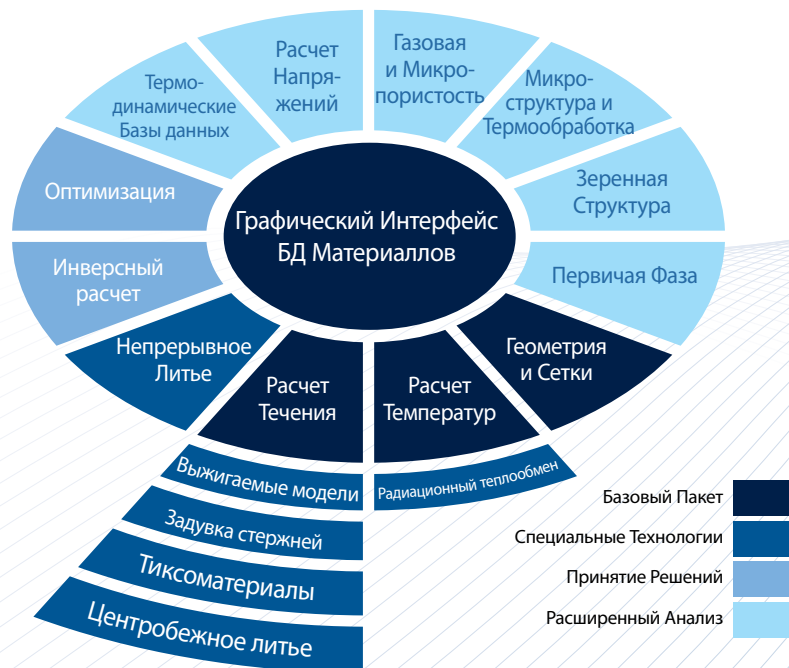 Расчет
Напря-
жений
Газовая
и Микро-
пористость
Термо-
динамические
Базы данных
Микро-
структура и
Термообработка
Оптимизация
Зеренная
Структура
Графический Интерфейс
БД Материаллов
Инверсный
расчет
Первичая Фаза
Непрерывное
Литье
Расчет
Течения
Расчет
Температур
Геометрия
и Сетки
Выжигаемые модели
Радиационный теплообмен
Задувка стержней
Тиксоматериалы
Центробежное литье
Базовый Пакет
Специальные Технологии
Принятие Решений
Расширенный Анализ